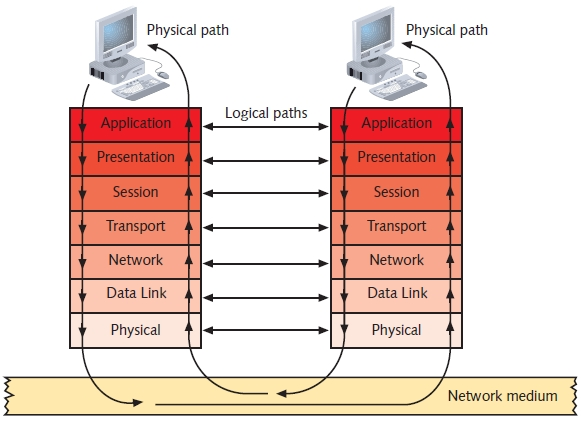 Physical path
Physical path
Logical paths
Application
Application
Presentation
Presentation
Session
Session
Transport
Transport
Network
Network
Data Link
Data Link
Physical
Physical
Network medium